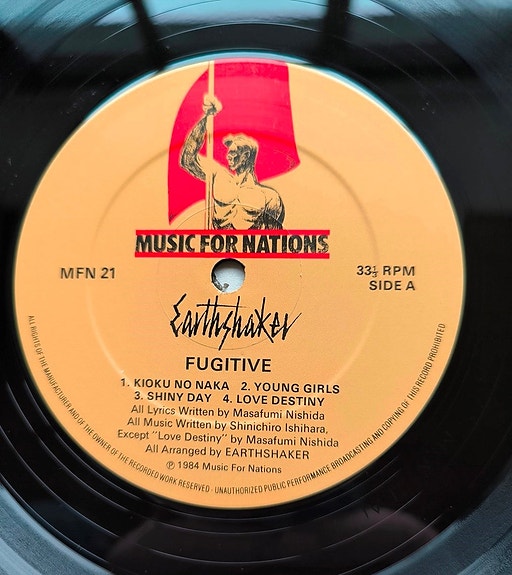 MUSIC FOR NATIONS
MFN 21
33⅓ RPM
SIDE A
Earthshaker
FUGITIVE
1. KIOKU NO NAKA 2. YOUNG GIRLS
3. SHINY DAY 4. LOVE DESTINY
All Lyrics Written by Masafumi Nishida
All Music Written by Shinichiro Ishihara,
Except "Love Destiny" by Masafumi Nishida
All Arranged by EARTHSHAKER
℗ 1984 Music For Nations
ALL RIGHTS OF THE MANUFACTURER AND OF THE OWNER OF THE RECORDED WORK RESERVED · UNAUTHORIZED PUBLIC PERFORMANCE BROADCASTING AND COPYING OF THIS RECORD PROHIBITED